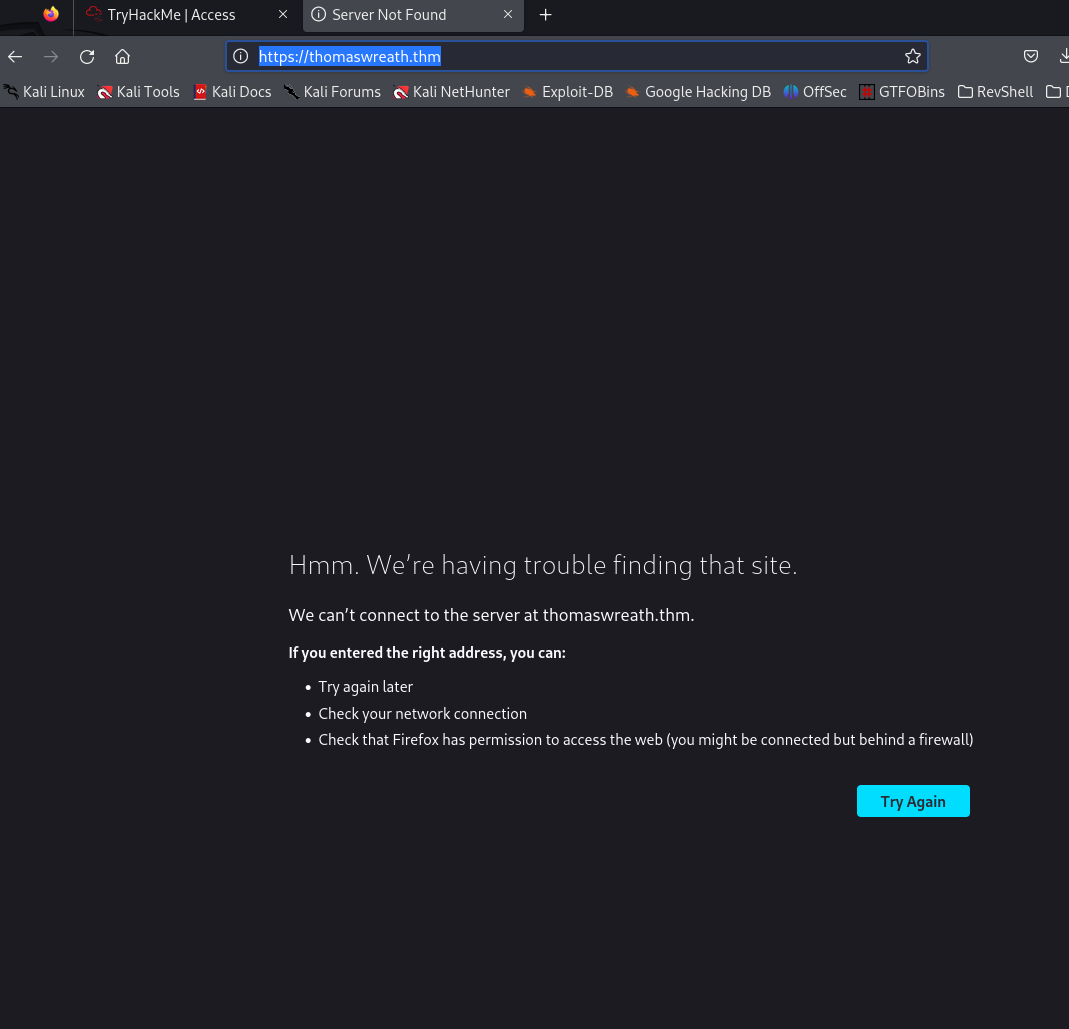 TryHackMe | Access
Server Not Found
https://thomaswreath.thm
Kali Linux Kali Tools Kali Docs Kali Forums Kali NetHunter Exploit-DB Google Hacking DB OffSec GTFOBins RevShell
Hmm. We’re having trouble finding that site.
We can’t connect to the server at thomaswreath.thm.
If you entered the right address, you can:
• Try again later
• Check your network connection
• Check that Firefox has permission to access the web (you might be connected but behind a firewall)
Try Again